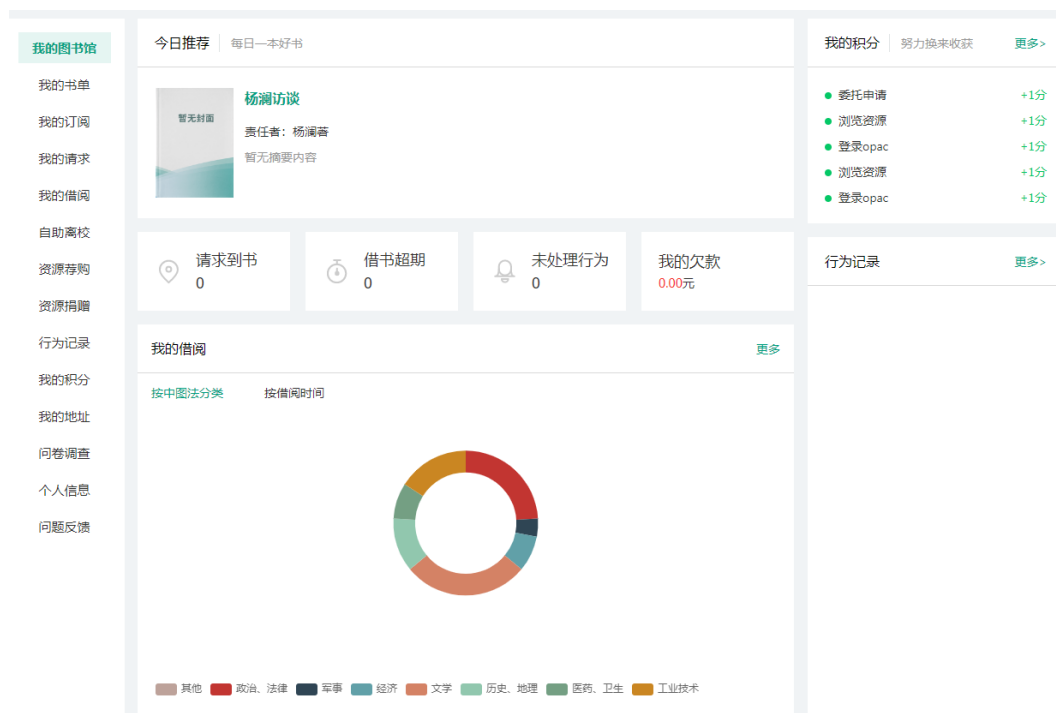 我的图书馆
我的书单
我的订阅
我的请求
我的借阅
自助离校
资源荐购
资源捐赠
行为记录
我的积分
我的地址
问卷调查
个人信息
问题反馈
今日推荐 每日一本好书
暂无封面
杨澜访谈
责任者：杨澜著
暂无摘要内容
请求到书
0
借书超期
0
未处理行为
0
我的欠款
0.00元
我的借阅 更多
按中图法分类 按借阅时间
其他 政治、法律 军事 经济 文学 历史、地理 医药、卫生 工业技术
我的积分 努力换来收获 更多>
委托申请 +1分
浏览资源 +1分
登录opac +1分
浏览资源 +1分
登录opac +1分
行为记录 更多>